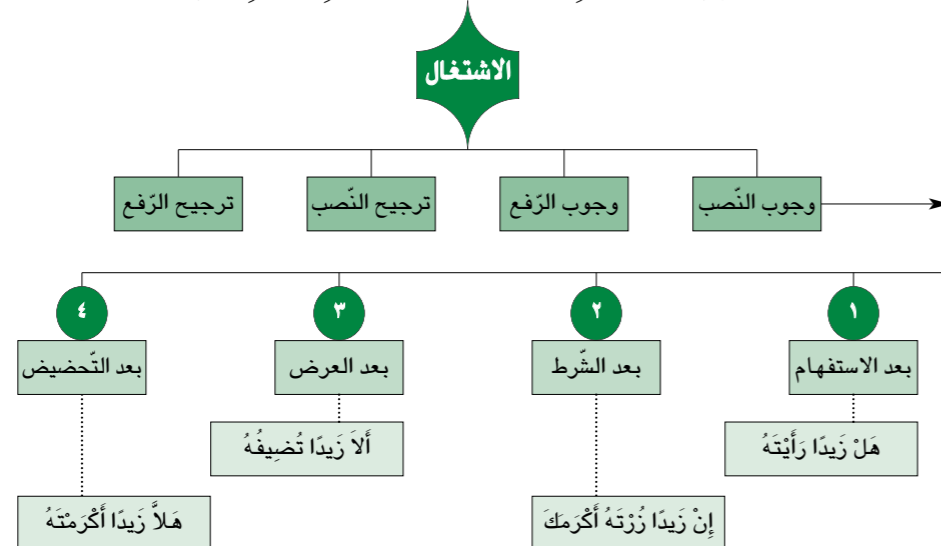 الاشتغال
وجوب النّصب
وجوب الرّفع
ترجيح النّصب
ترجيح الرّفع
١
٢
٣
٤
بعد الاستفهام
بعد الشّرط
بعد العرض
بعد التّحضيض
هَلْ زَيدًا رَأَيْتَهُ
أَلاَ زَيدًا تُضِيفُهُ
إِنْ زَيدًا زُرْتَهُ أَكْرَمَكَ
هَلاَّ زَيدًا أَكْرَمْتَهُ